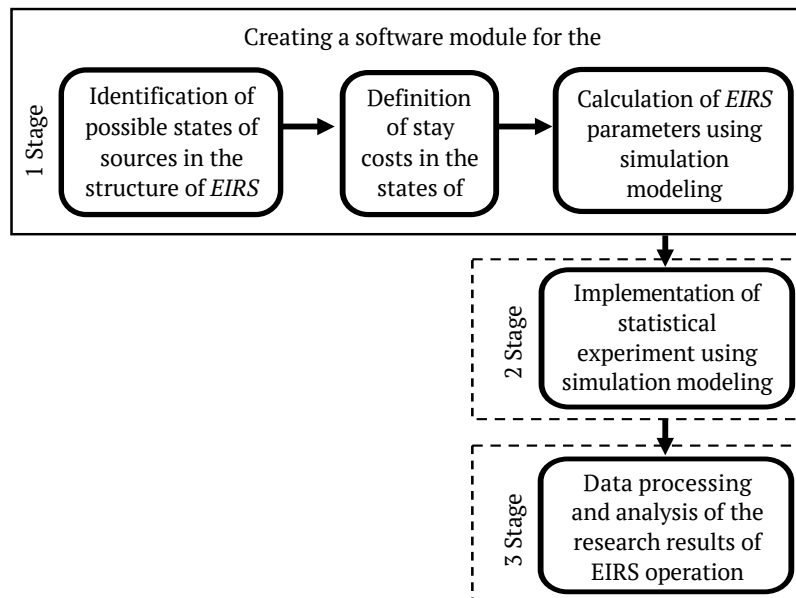 Creating a software module for the
1 Stage
Identification of
possible states of
sources in the
structure of EIRS
Definition
of stay
costs in the
states of
Calculation of EIRS
parameters using
simulation
modeling
2 Stage
Implementation of
statistical
experiment using
simulation modeling
3 Stage
Data processing
and analysis of the
research results of
EIRS operation